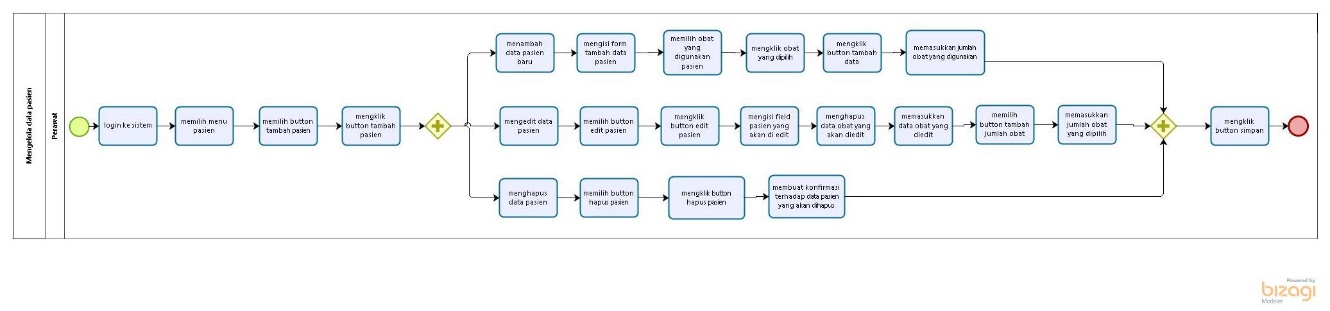 Mengelola data pasien
Perawat
login ke sistem
memilih menu
pasien
memilih button
tambah pasien
mengklik
button tambah
pasien
menambah
data pasien
baru
mengisi form
tambah data
pasien
memilih obat
yang
digunakan
pasien
mengklik obat
yang dipilih
mengklik
button tambah
data
memasukkan jumlah
obat yang digunakan
mengedit data
pasien
memilih button
edit pasien
mengklik
button edit
pasien
mengisi field
pasien yang
akan di edit
menghapus
data obat yang
akan diedit
memasukkan
data obat yang
diedit
memilih
button tambah
jumlah obat
memasukkan
jumlah obat
yang dipilih
mengklik
button simpan
menghapus
data pasien
memilih button
hapus pasien
mengklik button
hapus pasien
membuat konfirmasi
terhadap data pasien
yang akan dihapus
Powered by
bizagi
Modeler